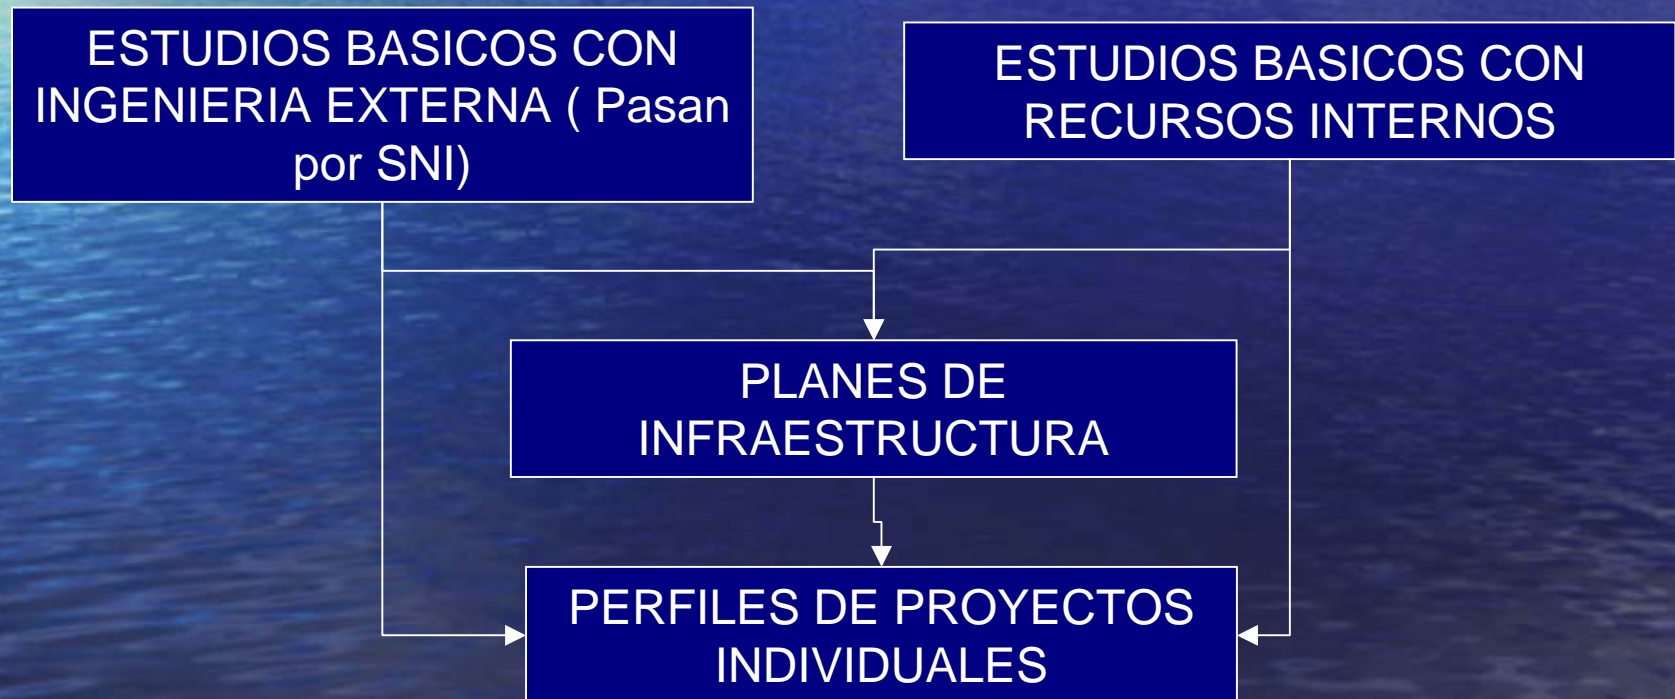 ESTUDIOS BASICOS CON
INGENIERIA EXTERNA ( Pasan
por SNI)
ESTUDIOS BASICOS CON
RECURSOS INTERNOS
PLANES DE
INFRAESTRUCTURA
PERFILES DE PROYECTOS
INDIVIDUALES